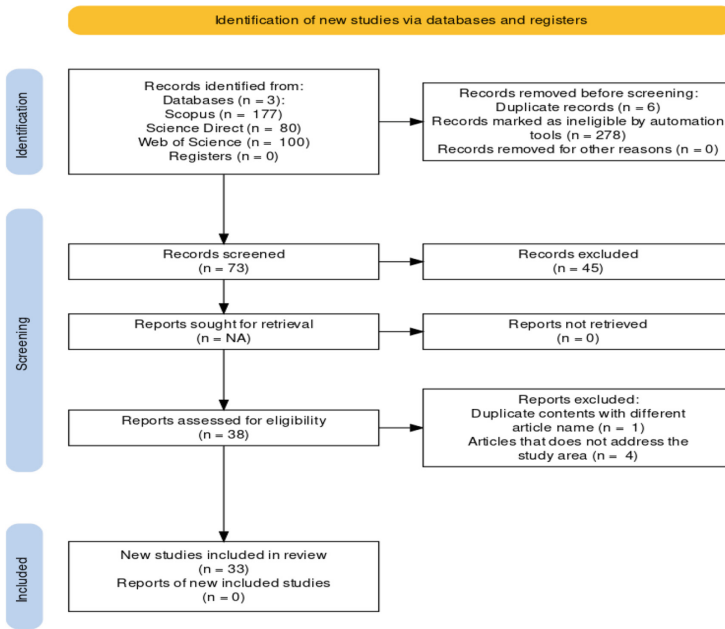 Identification of new studies via databases and registers
Identification
Records identified from:
Databases (n = 3):
Scopus (n = 177)
Science Direct (n = 80)
Web of Science (n = 100)
Registers (n = 0)
Records removed before screening:
Duplicate records (n = 6)
Records marked as ineligible by automation
tools (n = 278)
Records removed for other reasons (n = 0)
Screening
Records screened
(n = 73)
Records excluded
(n = 45)
Reports sought for retrieval
(n = NA)
Reports not retrieved
(n = 0)
Reports assessed for eligibility
(n = 38)
Reports excluded:
Duplicate contents with different
article name (n = 1)
Articles that does not address the
study area (n = 4)
Included
New studies included in review
(n = 33)
Reports of new included studies
(n = 0)